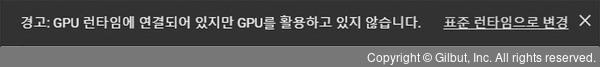 경고: GPU 런타임에 연결되어 있지만 GPU를 활용하고 있지 않습니다. 표준 런타임으로 변경 ✕
Copyright © Gilbut, Inc. All rights reserved.